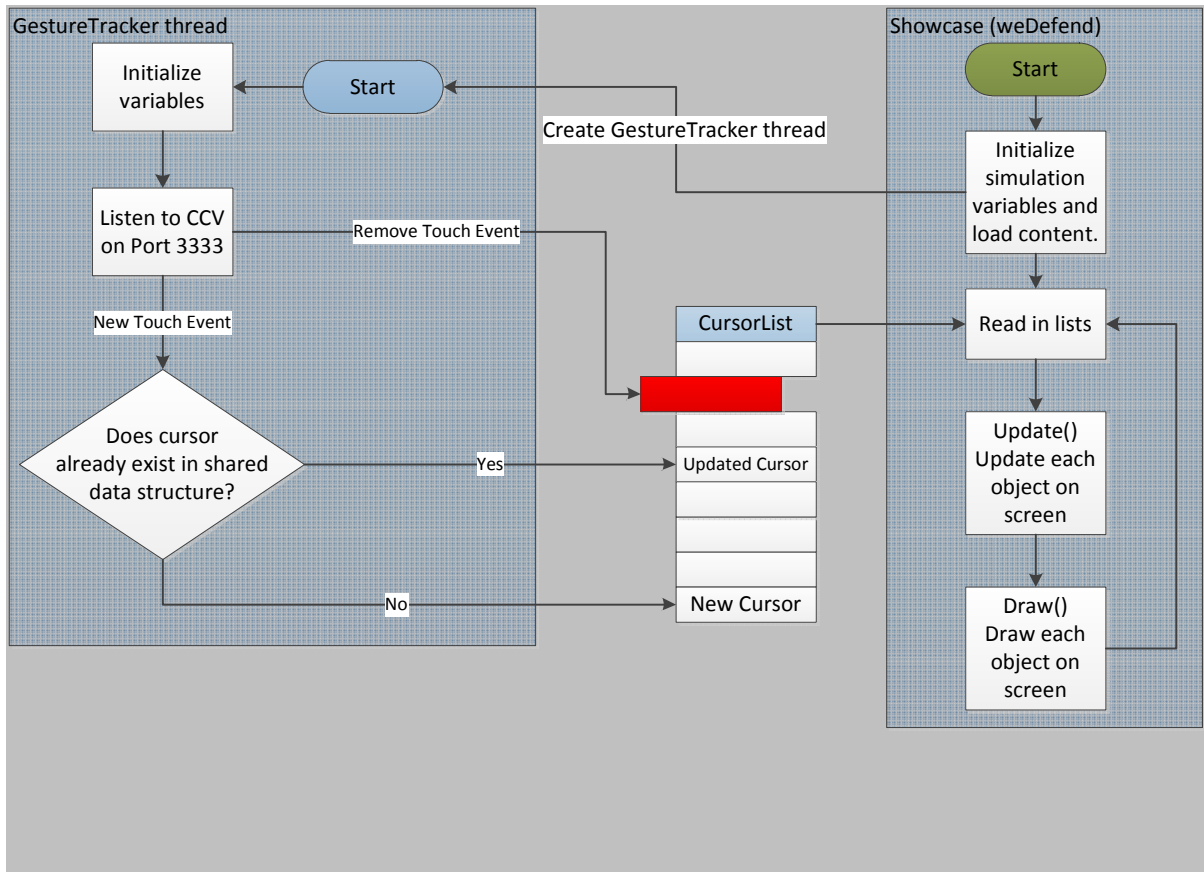 GestureTracker thread
Initialize
variables
Start
Listen to CCV
on Port 3333
Remove Touch Event
New Touch Event
Does cursor
already exist in shared
data structure?
Yes
No
Create GestureTracker thread
CursorList
Updated Cursor
New Cursor
Showcase (weDefend)
Start
Initialize
simulation
variables and
load content.
Read in lists
Update()
Update each
object on
screen
Draw()
Draw each
object on
screen